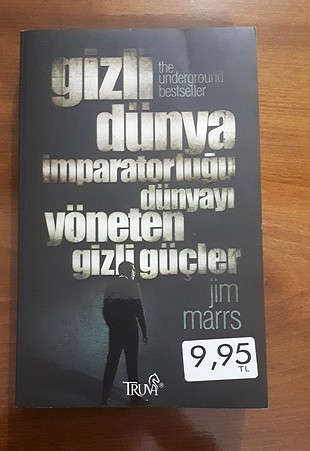 gizli
the
underground
bestseller
dünya
imparatorluğu
dünyayı
yöneten
gizli güçler
jim
marrs
9,95
TL
TRUVA®